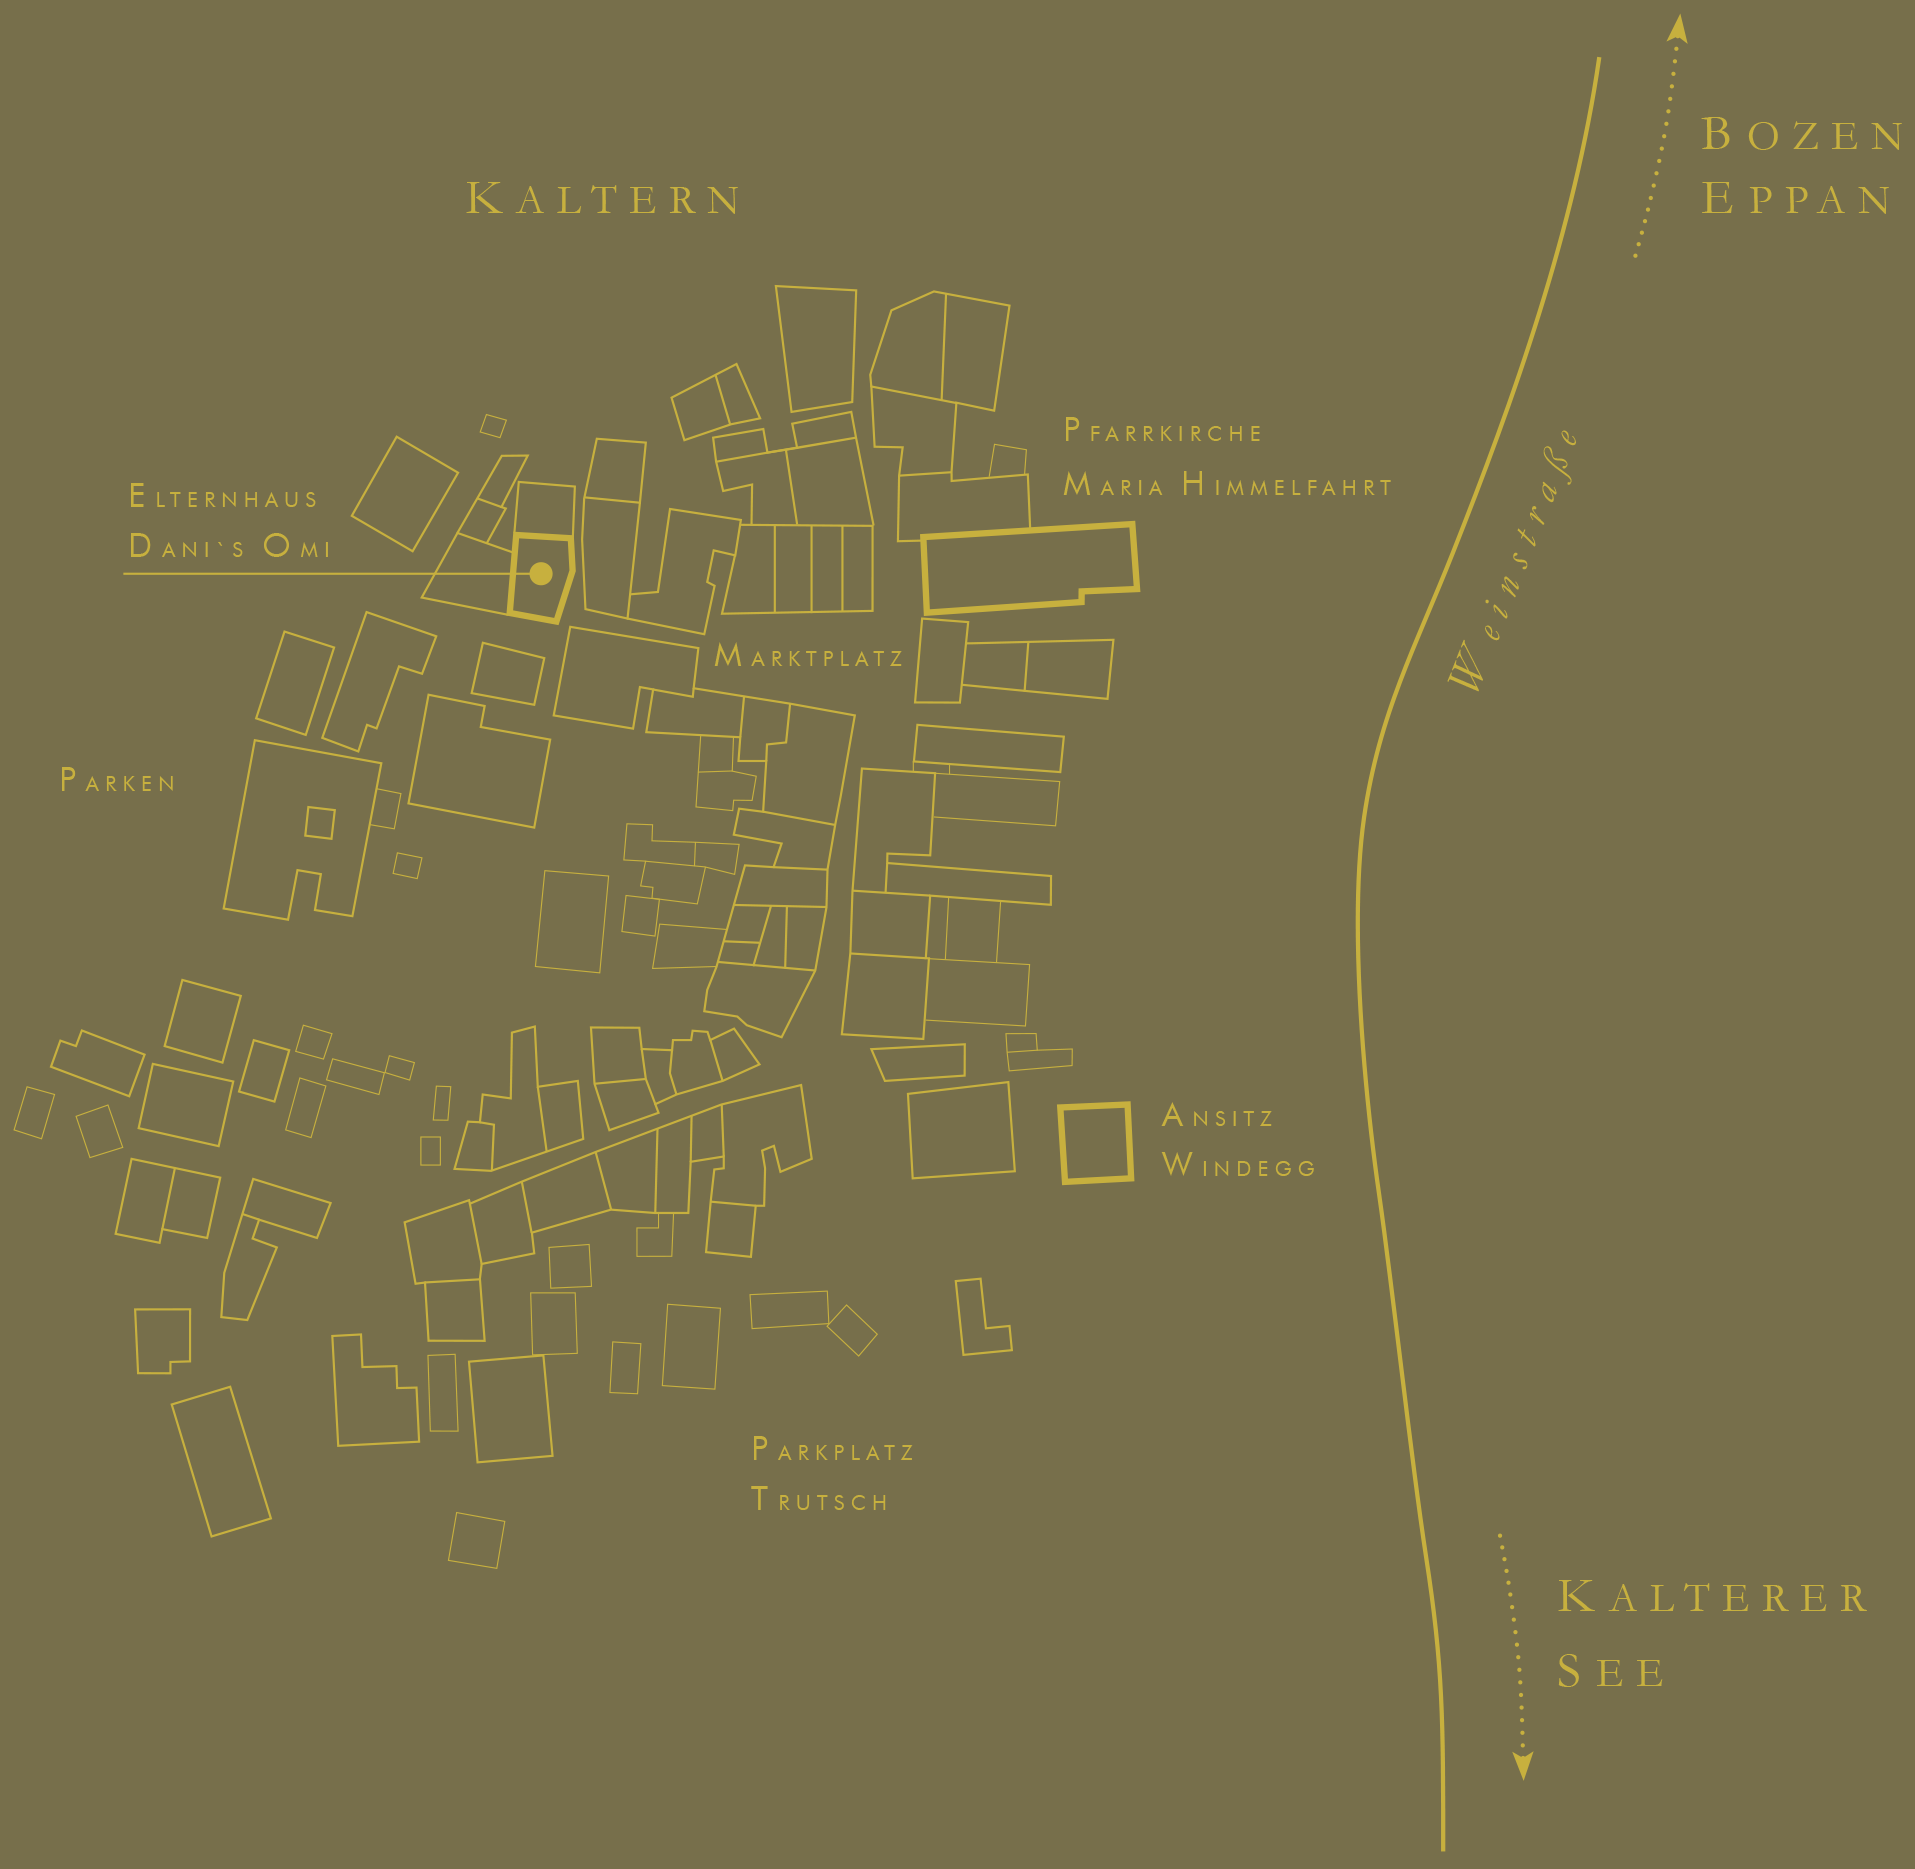 BOZEN
EPPAN
KALTERN
PFARRKIRCHE
MARIA HIMMELFAHRT
ELTERNHAUS
DANI`S OMI
Weinstraße
MARKTPLATZ
PARKEN
ANSITZ
WINDEGG
PARKPLATZ
TRUTSCH
KALTERER
SEE